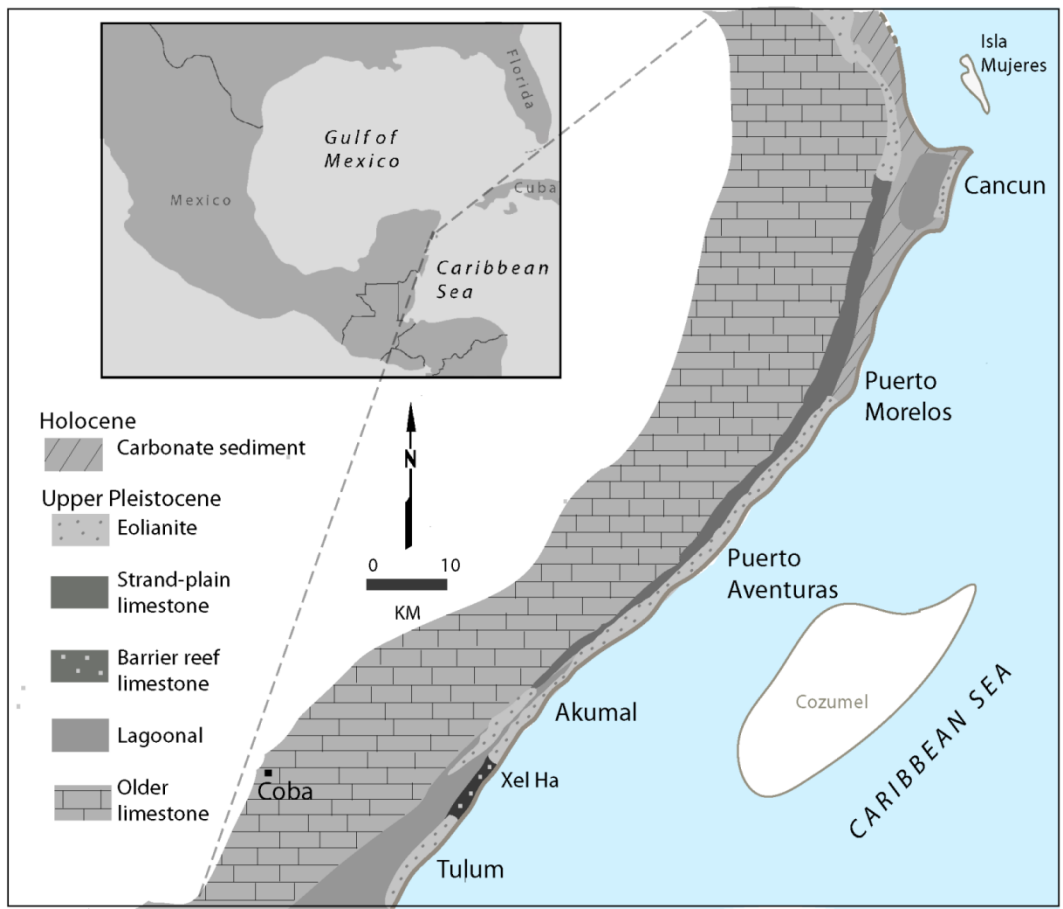 Florida
Gulf of
Mexico
Mexico
Cuba
Caribbean
Sea
Isla
Mujeres
Cancun
Puerto
Morelos
Puerto
Aventuras
Cozumel
CARIBBEAN SEA
Akumal
Xel Ha
Coba
Tulum
N
0 10
KM
Holocene
Carbonate sediment
Upper Pleistocene
Eolianite
Strand-plain
limestone
Barrier reef
limestone
Lagoonal
Older
limestone